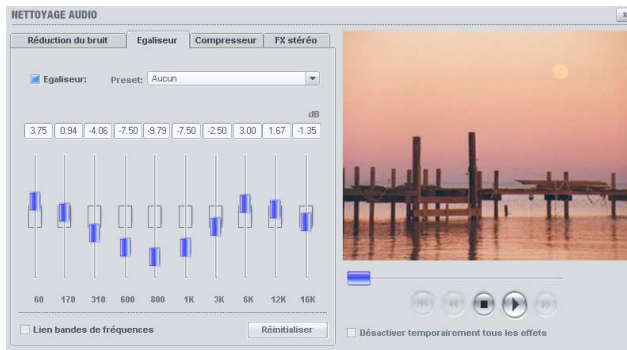 NETTOYAGE AUDIO
Réduction du bruit Egaliseur Compresseur FX stéréo
Egaliseur: Preset: Aucun
dB
3.75 0.94 -4.06 -7.50 -9.79 -7.50 -2.50 3.00 1.67 -1.35
60 170 310 600 800 1K 3K 6K 12K 16K
Lien bandes de fréquences Réinitialiser
Désactiver temporairement tous les effets